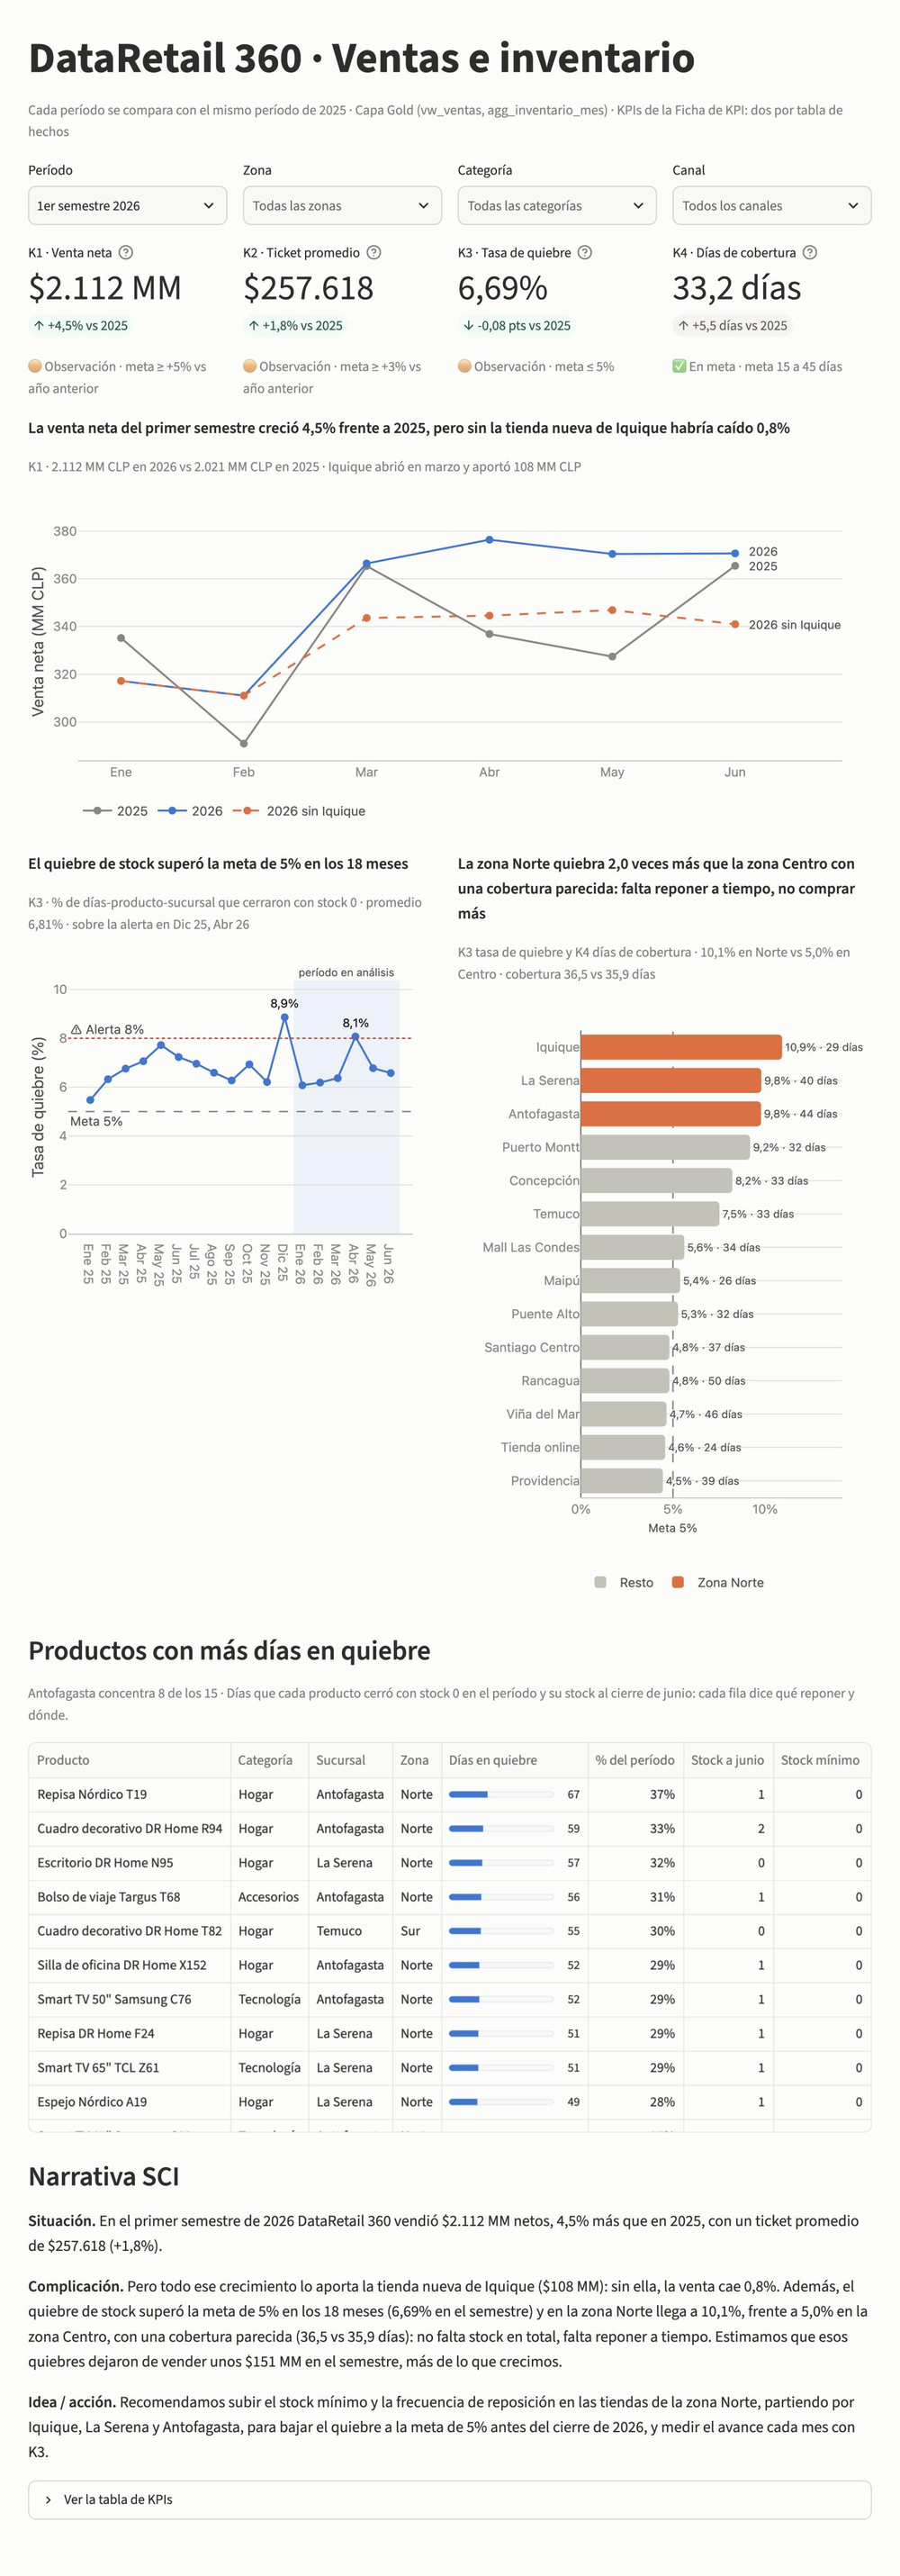 DataRetail 360 · Ventas e inventario
Cada período se compara con el mismo período de 2025 · Capa Gold (vw_ventas, agg_inventario_mes) · KPIs de la Ficha de KPI: dos por tabla de
hechos
Período
Zona
Categoría
Canal
1er semestre 2026
Todas las zonas
Todas las categorías
Todos los canales
K1 · Venta neta
K2 · Ticket promedio
K3 · Tasa de quiebre
K4 · Días de cobertura
$2.112 MM
$257.618
6,69%
33,2 días
↑ +4,5% vs 2025
↑ +1,8% vs 2025
↓ -0,08 pts vs 2025
↑ +5,5 días vs 2025
Observación · meta ≥ +5% vs
año anterior
Observación · meta ≥ +3% vs
año anterior
Observación · meta ≤ 5%
En meta · meta 15 a 45 días
La venta neta del primer semestre creció 4,5% frente a 2025, pero sin la tienda nueva de Iquique habría caído 0,8%
K1 · 2.112 MM CLP en 2026 vs 2.021 MM CLP en 2025 · Iquique abrió en marzo y aportó 108 MM CLP
Venta neta (MM CLP)
380
360
340
320
300
2026
2025
2026 sin Iquique
Ene
Feb
Mar
Abr
May
Jun
2025
2026
2026 sin Iquique
El quiebre de stock superó la meta de 5% en los 18 meses
K3 · % de días-producto-sucursal que cerraron con stock 0 · promedio
6,81% · sobre la alerta en Dic 25, Abr 26
período en análisis
Tasa de quiebre (%)
10
8
6
4
2
0
8,9%
8,1%
⚠ Alerta 8%
Meta 5%
Ene 25
Feb 25
Mar 25
Abr 25
May 25
Jun 25
Jul 25
Ago 25
Sep 25
Oct 25
Nov 25
Dic 25
Ene 26
Feb 26
Mar 26
Abr 26
May 26
Jun 26
La zona Norte quiebra 2,0 veces más que la zona Centro con
una cobertura parecida: falta reponer a tiempo, no comprar
más
K3 tasa de quiebre y K4 días de cobertura · 10,1% en Norte vs 5,0% en
Centro · cobertura 36,5 vs 35,9 días
Iquique 10,9% · 29 días
La Serena 9,8% · 40 días
Antofagasta 9,8% · 44 días
Puerto Montt 9,2% · 32 días
Concepción 8,2% · 33 días
Temuco 7,5% · 33 días
Mall Las Condes 5,6% · 34 días
Maipú 5,4% · 26 días
Puente Alto 5,3% · 32 días
Santiago Centro 4,8% · 37 días
Rancagua 4,8% · 50 días
Viña del Mar 4,7% · 46 días
Tienda online 4,6% · 24 días
Providencia 4,5% · 39 días
0%
5%
10%
Meta 5%
Resto
Zona Norte
Productos con más días en quiebre
Antofagasta concentra 8 de los 15 · Días que cada producto cerró con stock 0 en el período y su stock al cierre de junio: cada fila dice qué reponer y
dónde.
Producto Categoría Sucursal Zona Días en quiebre % del período Stock a junio Stock mínimo
Repisa Nórdico T19 Hogar Antofagasta Norte 67 37% 1 0
Cuadro decorativo DR Home R94 Hogar Antofagasta Norte 59 33% 2 0
Escritorio DR Home N95 Hogar La Serena Norte 57 32% 0 0
Bolso de viaje Targus T68 Accesorios Antofagasta Norte 56 31% 1 0
Cuadro decorativo DR Home T82 Hogar Temuco Sur 55 30% 0 0
Silla de oficina DR Home X152 Hogar Antofagasta Norte 52 29% 1 0
Smart TV 50" Samsung C76 Tecnología Antofagasta Norte 52 29% 1 0
Repisa DR Home F24 Hogar La Serena Norte 51 29% 1 0
Smart TV 65" TCL Z61 Tecnología La Serena Norte 51 29% 1 0
Espejo Nórdico A19 Hogar La Serena Norte 49 28% 1 0
Narrativa SCI
Situación. En el primer semestre de 2026 DataRetail 360 vendió $2.112 MM netos, 4,5% más que en 2025, con un ticket promedio
de $257.618 (+1,8%).
Complicación. Pero todo ese crecimiento lo aporta la tienda nueva de Iquique ($108 MM): sin ella, la venta cae 0,8%. Además, el
quiebre de stock superó la meta de 5% en los 18 meses (6,69% en el semestre) y en la zona Norte llega a 10,1%, frente a 5,0% en la
zona Centro, con una cobertura parecida (36,5 vs 35,9 días): no falta stock en total, falta reponer a tiempo. Estimamos que esos
quiebres dejaron de vender unos $151 MM en el semestre, más de lo que crecimos.
Idea / acción. Recomendamos subir el stock mínimo y la frecuencia de reposición en las tiendas de la zona Norte, partiendo por
Iquique, La Serena y Antofagasta, para bajar el quiebre a la meta de 5% antes del cierre de 2026, y medir el avance cada mes con
K3.
Ver la tabla de KPIs